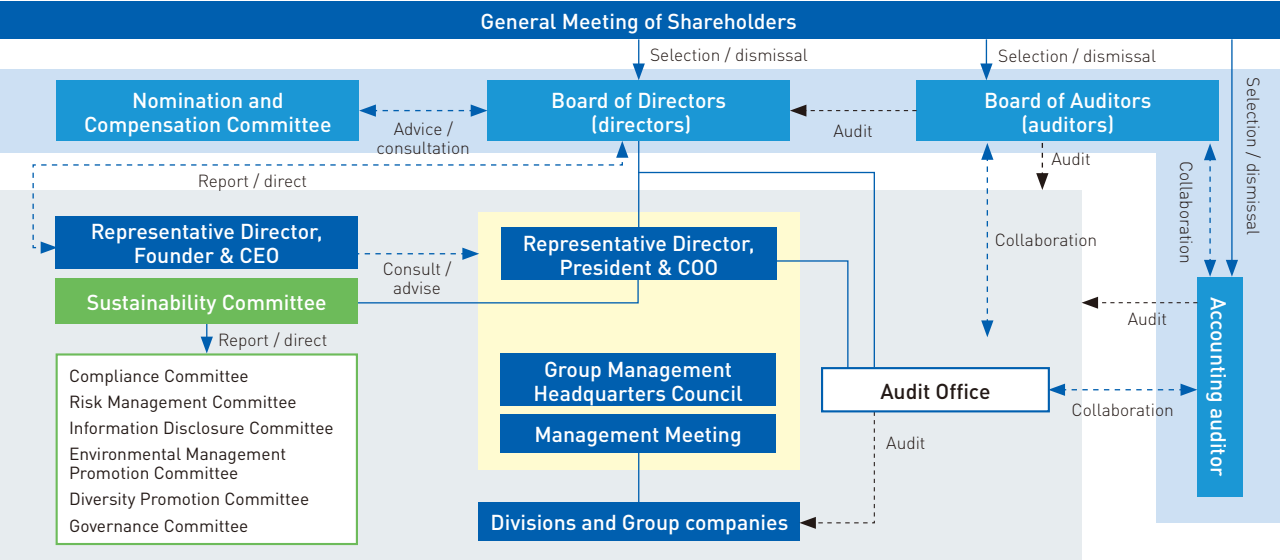 General Meeting of Shareholders
Selection / dismissal
Selection / dismissal
Selection / dismissal
Nomination and
Compensation Committee
Advice /
consultation
Board of Directors
(directors)
Audit
Board of Auditors
(auditors)
Audit
Collaboration
Report / direct
Representative Director,
Founder & CEO
Consult /
advise
Representative Director,
President & COO
Collaboration
Sustainability Committee
Report / direct
Audit
Accounting auditor
Compliance Committee
Risk Management Committee
Information Disclosure Committee
Environmental Management
Promotion Committee
Diversity Promotion Committee
Governance Committee
Group Management
Headquarters Council
Management Meeting
Audit Office
Collaboration
Audit
Divisions and Group companies